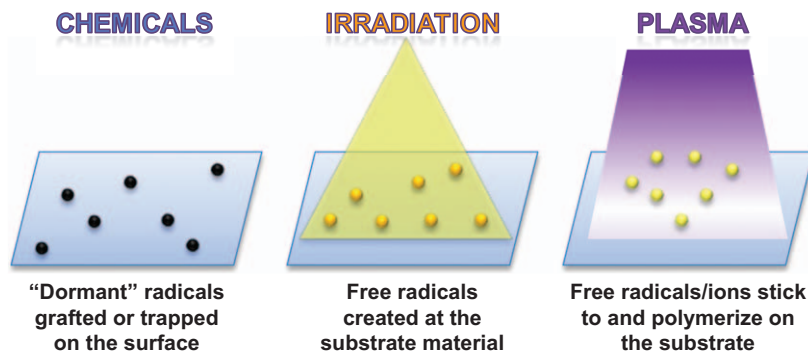 CHEMICALS
IRRADIATION
PLASMA
“Dormant” radicals
grafted or trapped
on the surface
Free radicals
created at the
substrate material
Free radicals/ions stick
to and polymerize on
the substrate